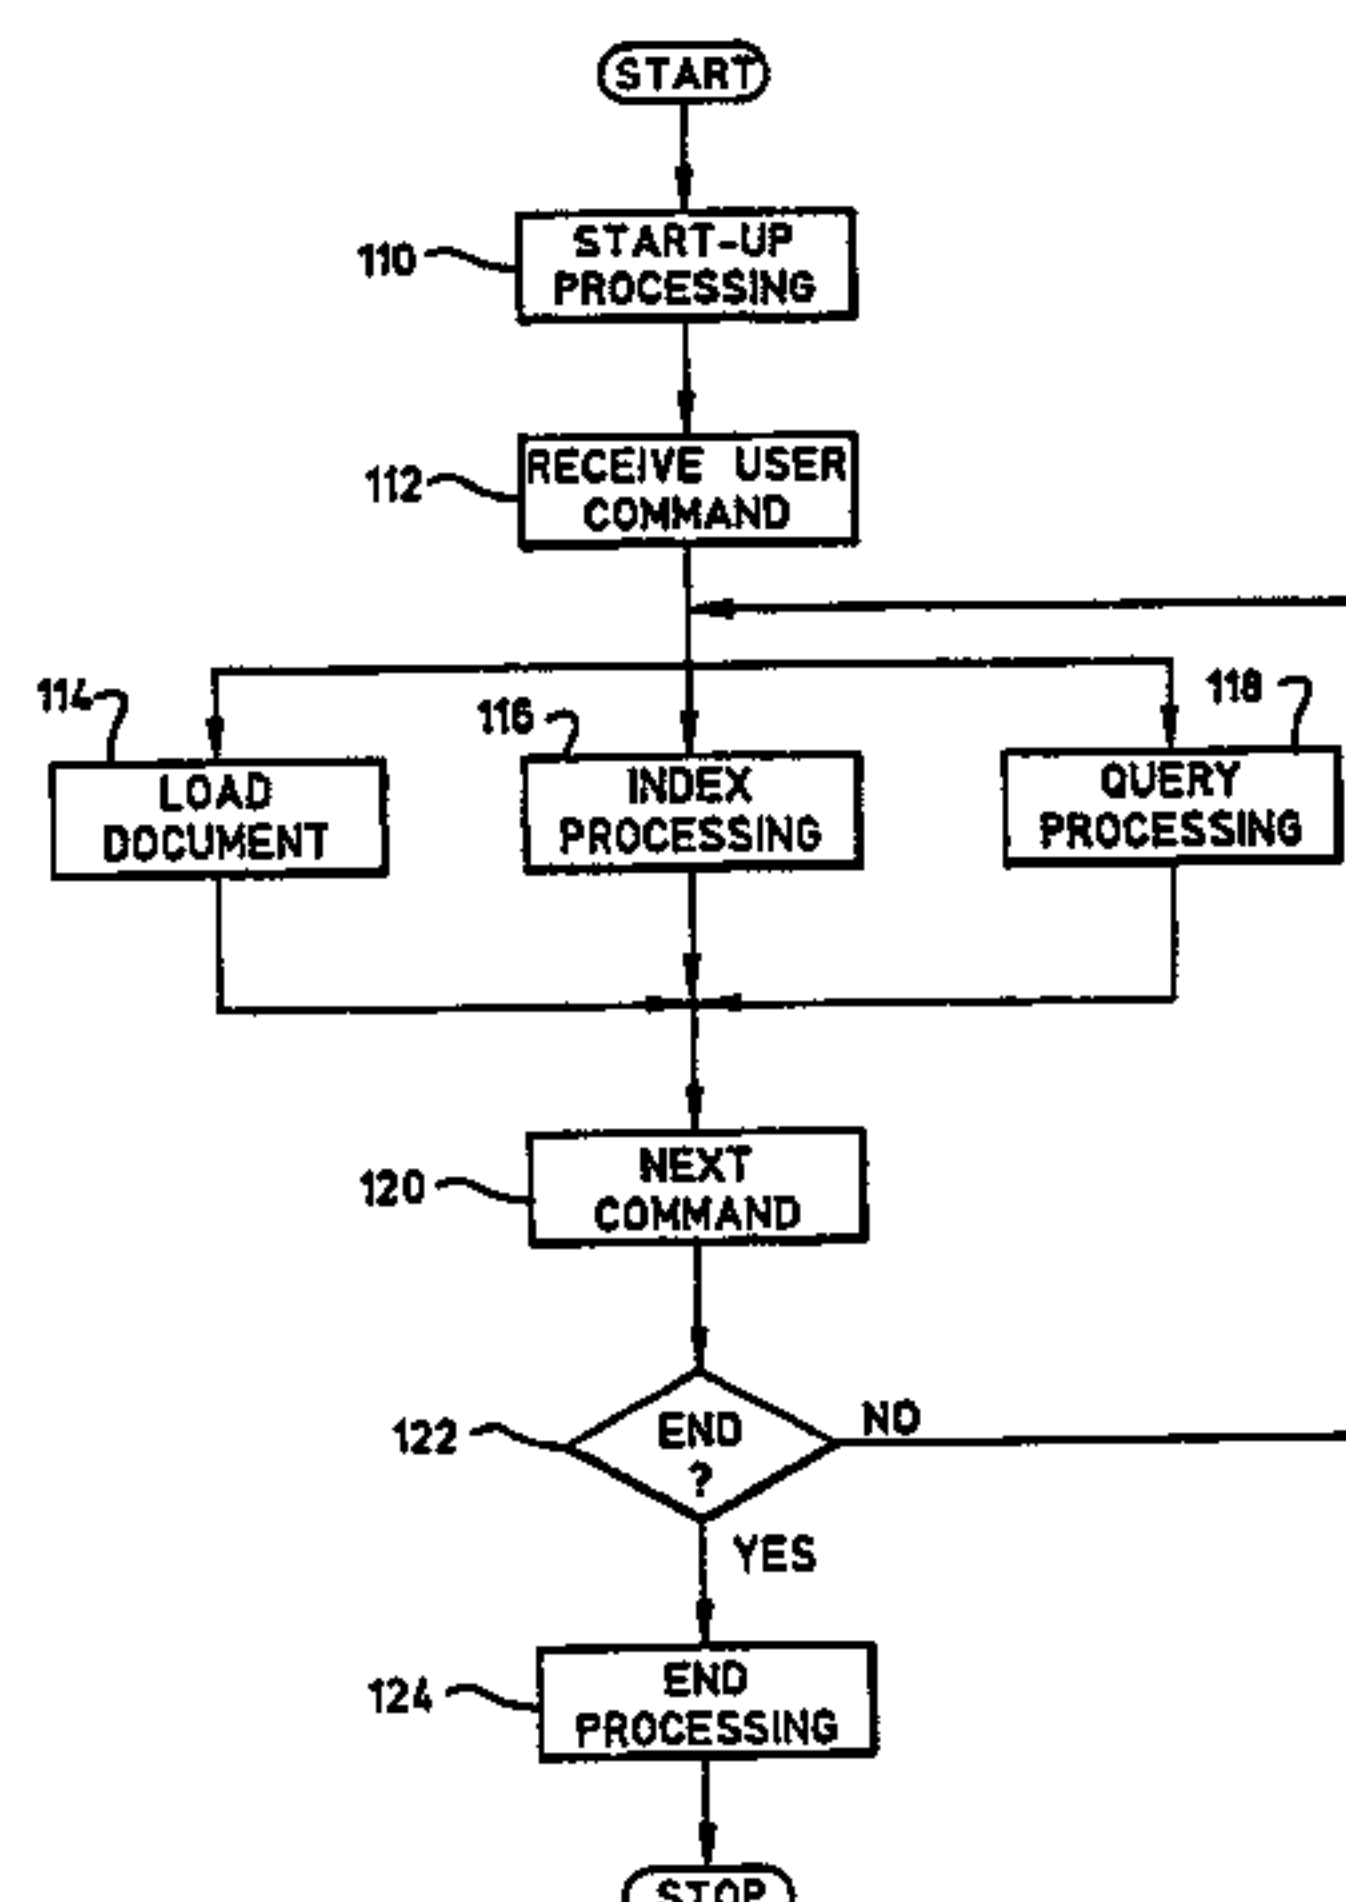 START
110
START-UP
PROCESSING
112
RECEIVE USER
COMMAND
114
LOAD
DOCUMENT
116
INDEX
PROCESSING
118
QUERY
PROCESSING
120
NEXT
COMMAND
122
END
?
NO
YES
124
END
PROCESSING
STOP